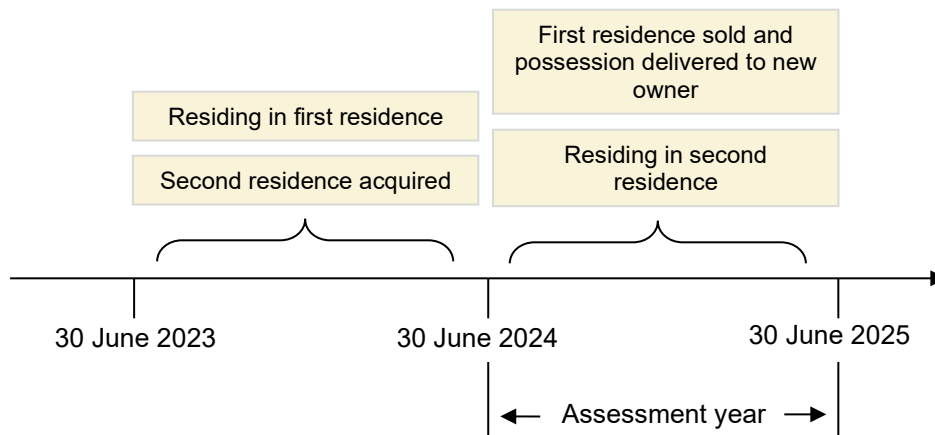 First residence sold and
possession delivered to new
owner
Residing in first residence
Second residence acquired
Residing in second
residence
30 June 2023
30 June 2024
30 June 2025
Assessment year